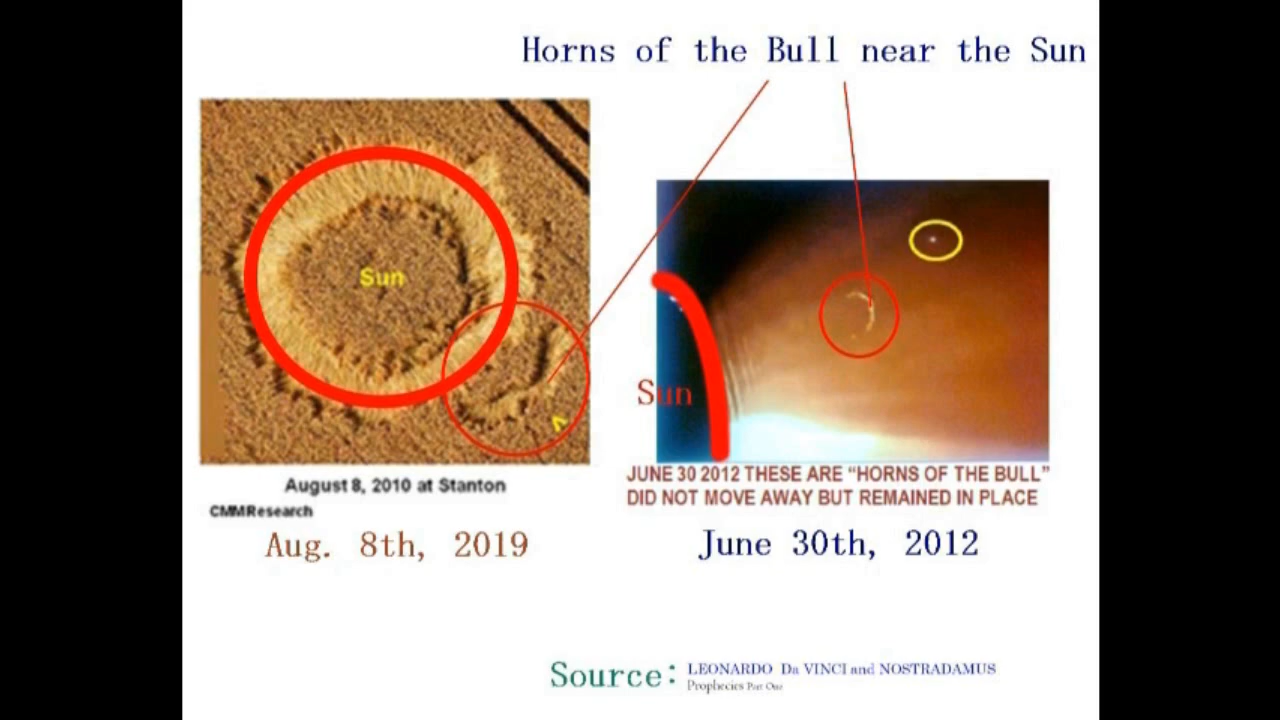 Horns of the Bull near the Sun
Sun
<
Sun
August 8, 2010 at Stanton
CMMResearch
Aug. 8th, 2019
JUNE 30 2012 THESE ARE “HORNS OF THE BULL”
DID NOT MOVE AWAY BUT REMAINED IN PLACE
June 30th, 2012
Source: LEONARDO Da VINCI and NOSTRADAMUS
Prophecies Part One